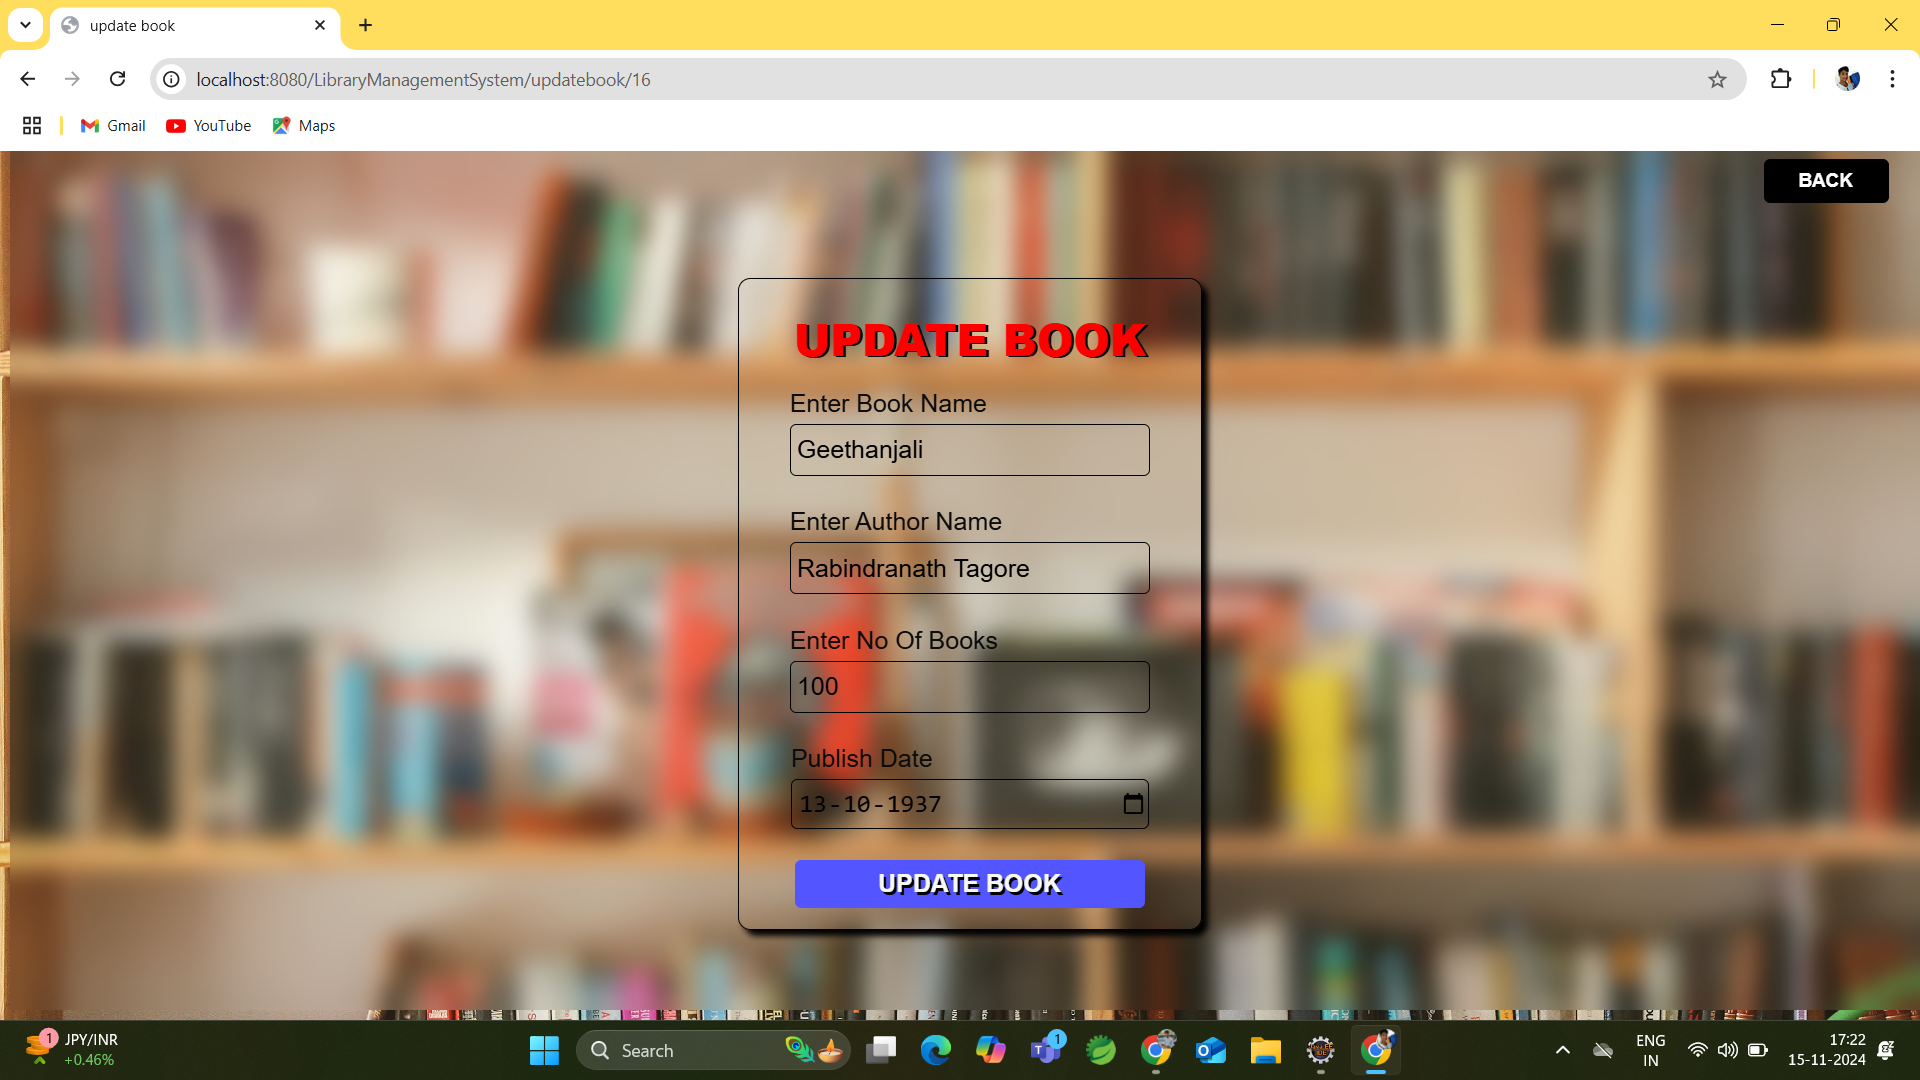 update book
localhost:8080/LibraryManagementSystem/updatebook/16
Gmail YouTube Maps
BACK
UPDATE BOOK
Enter Book Name
Geethanjali
Enter Author Name
Rabindranath Tagore
Enter No Of Books
100
Publish Date
13-10-1937
UPDATE BOOK
1 JPY/INR
+0.46%
Search
1
ENG
IN
17:22
15-11-2024